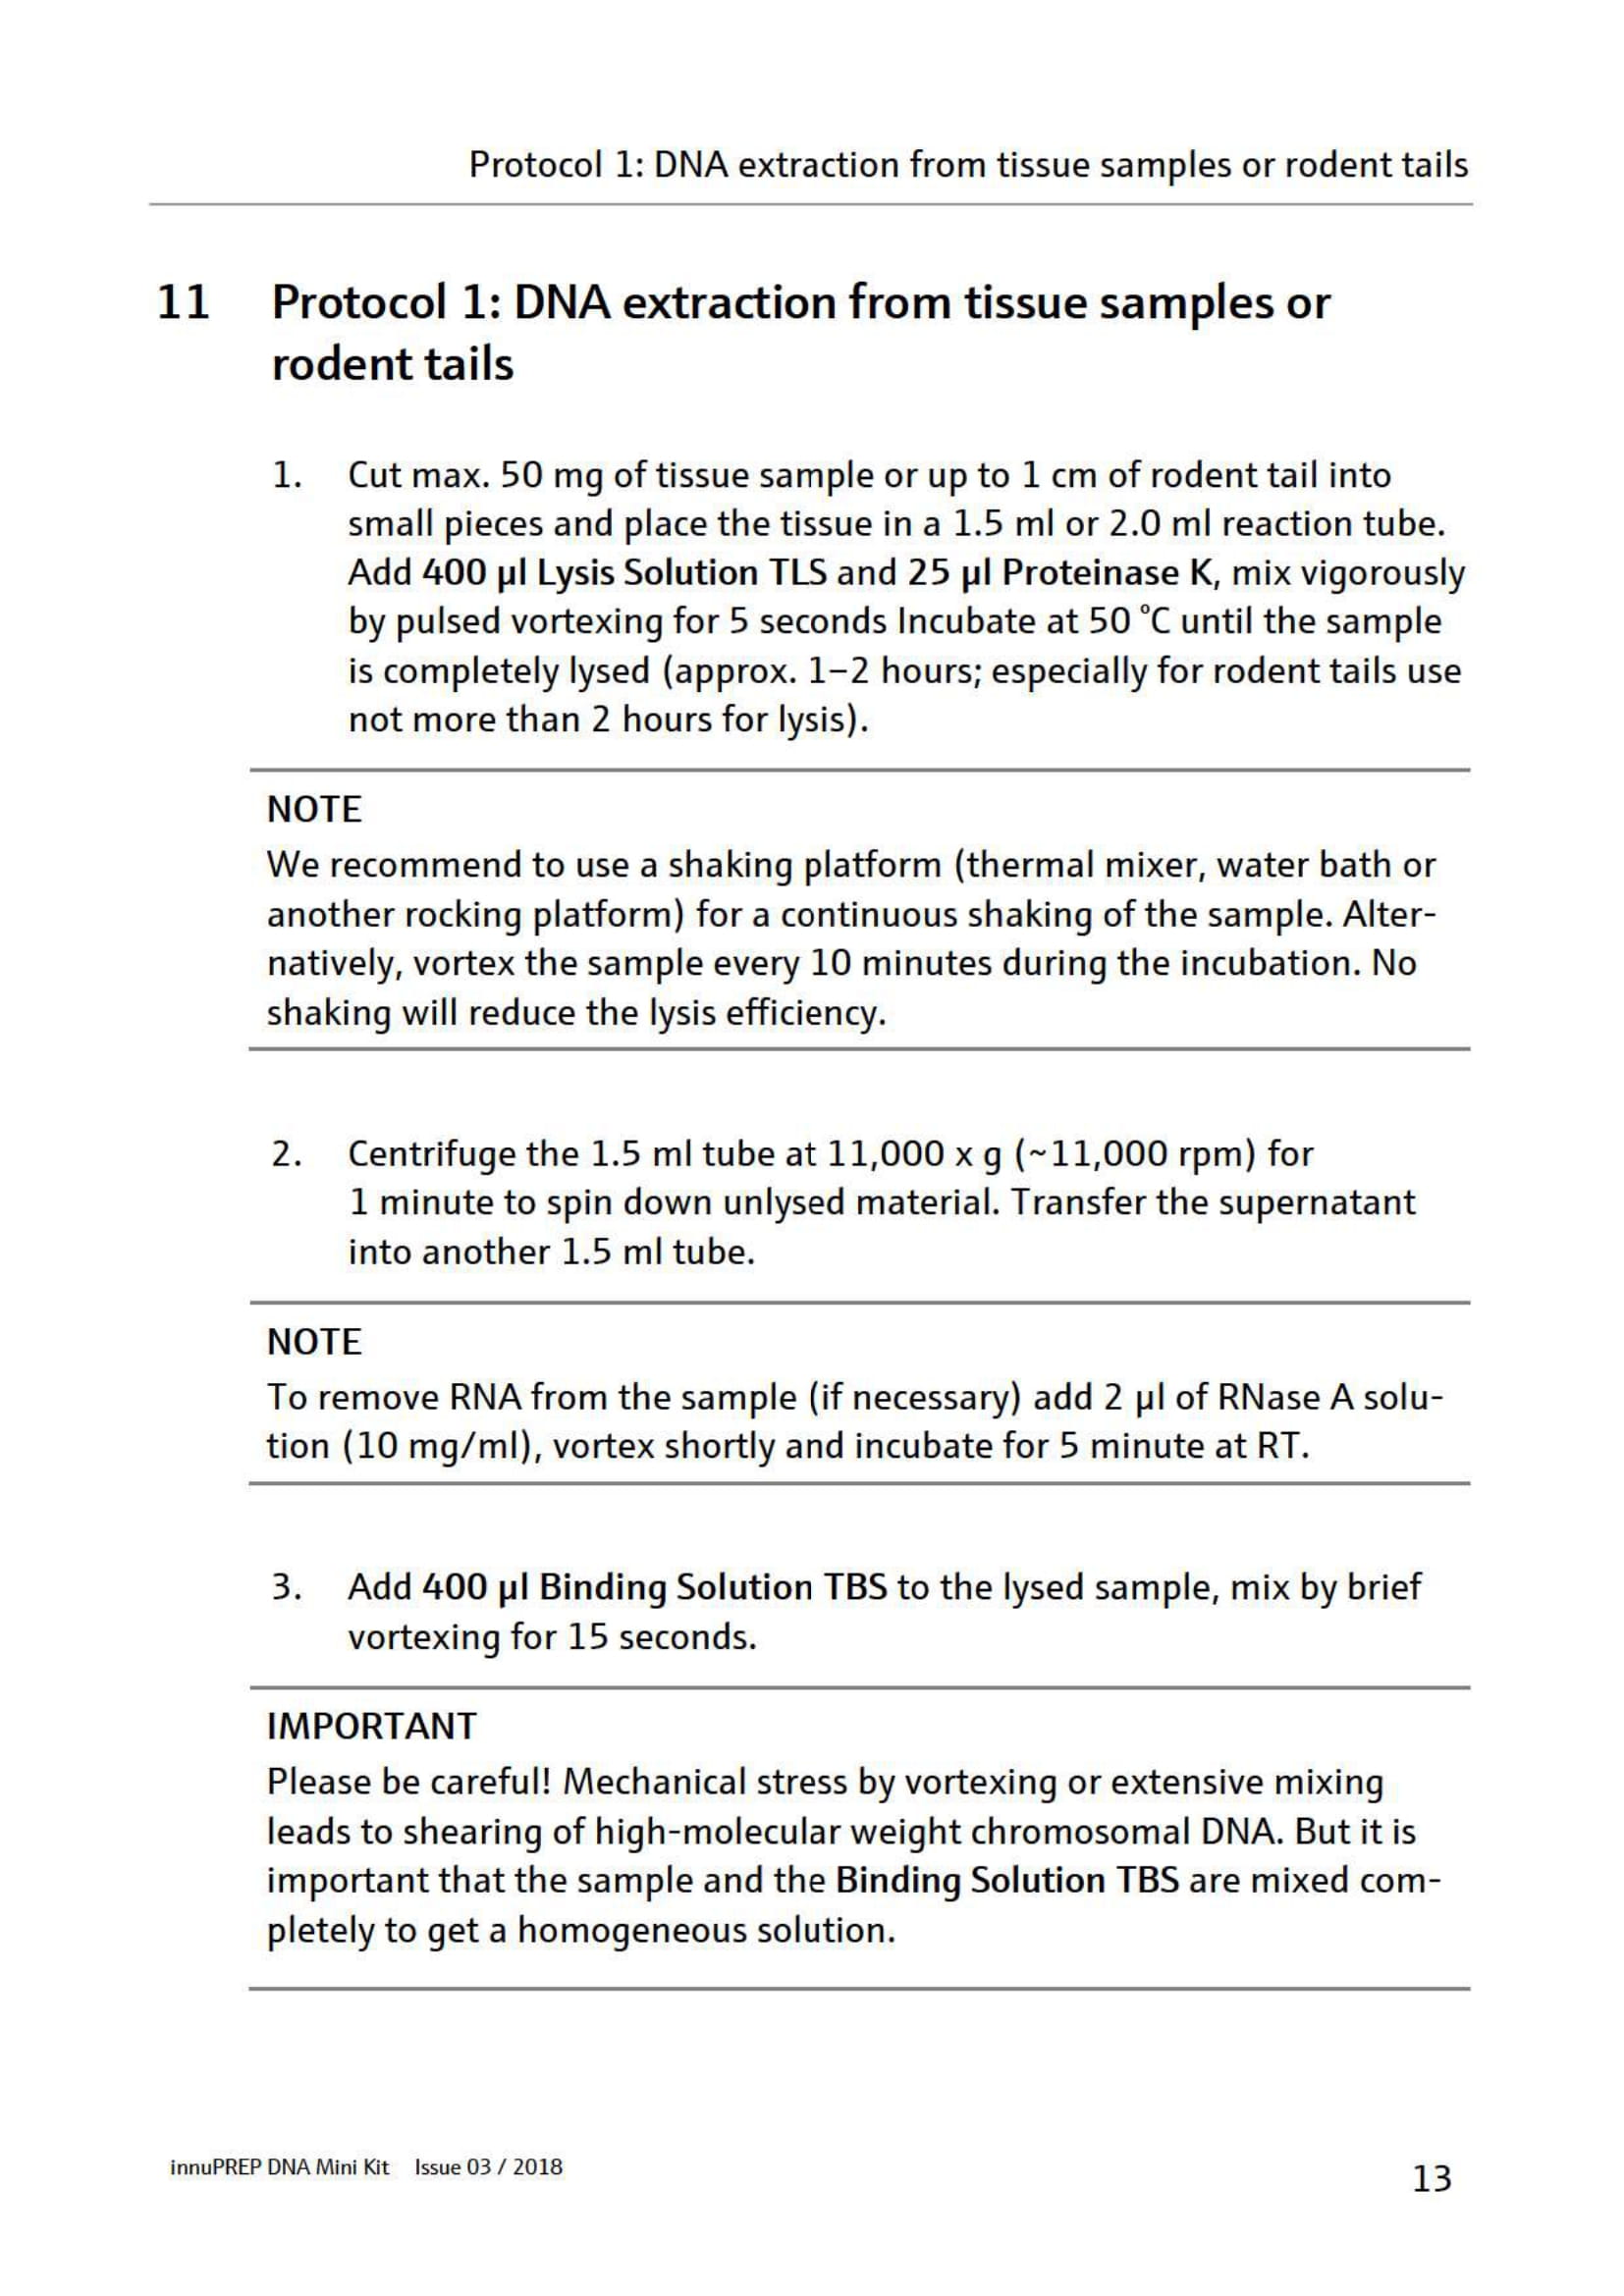 Protocol 1: DNA extraction from tissue samples or rodent tails
11 Protocol 1: DNA extraction from tissue samples or
rodent tails
1. Cut max. 50 mg of tissue sample or up to 1 cm of rodent tail into
small pieces and place the tissue in a 1.5 ml or 2.0 ml reaction tube.
Add 400 µl Lysis Solution TLS and 25 µl Proteinase K, mix vigorously
by pulsed vortexing for 5 seconds Incubate at 50 °C until the sample
is completely lysed (approx. 1–2 hours; especially for rodent tails use
not more than 2 hours for lysis).
NOTE
We recommend to use a shaking platform (thermal mixer, water bath or
another rocking platform) for a continuous shaking of the sample. Alter-
natively, vortex the sample every 10 minutes during the incubation. No
shaking will reduce the lysis efficiency.
2. Centrifuge the 1.5 ml tube at 11,000 x g (~11,000 rpm) for
1 minute to spin down unlysed material. Transfer the supernatant
into another 1.5 ml tube.
NOTE
To remove RNA from the sample (if necessary) add 2 µl of RNase A solu-
tion (10 mg/ml), vortex shortly and incubate for 5 minute at RT.
3. Add 400 µl Binding Solution TBS to the lysed sample, mix by brief
vortexing for 15 seconds.
IMPORTANT
Please be careful! Mechanical stress by vortexing or extensive mixing
leads to shearing of high-molecular weight chromosomal DNA. But it is
important that the sample and the Binding Solution TBS are mixed com-
pletely to get a homogeneous solution.
innuPREP DNA Mini Kit Issue 03 / 2018
13